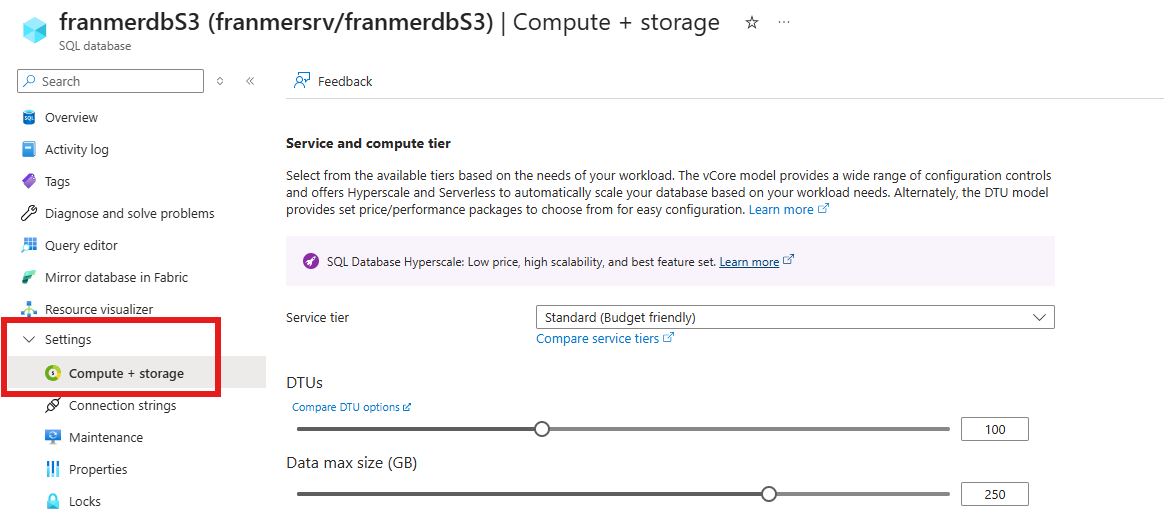 franmerdbS3 (franmersrv/franmerdbS3) | Compute + storage
SQL database
Search
Feedback
Overview
Activity log
Tags
Diagnose and solve problems
Query editor
Mirror database in Fabric
Resource visualizer
Settings
Compute + storage
Connection strings
Maintenance
Properties
Locks
Service and compute tier
Select from the available tiers based on the needs of your workload. The vCore model provides a wide range of configuration controls
and offers Hyperscale and Serverless to automatically scale your database based on your workload needs. Alternately, the DTU model
provides set price/performance packages to choose from for easy configuration. Learn more
SQL Database Hyperscale: Low price, high scalability, and best feature set. Learn more
Service tier
Standard (Budget friendly)
Compare service tiers
DTUs
Compare DTU options
100
Data max size (GB)
250